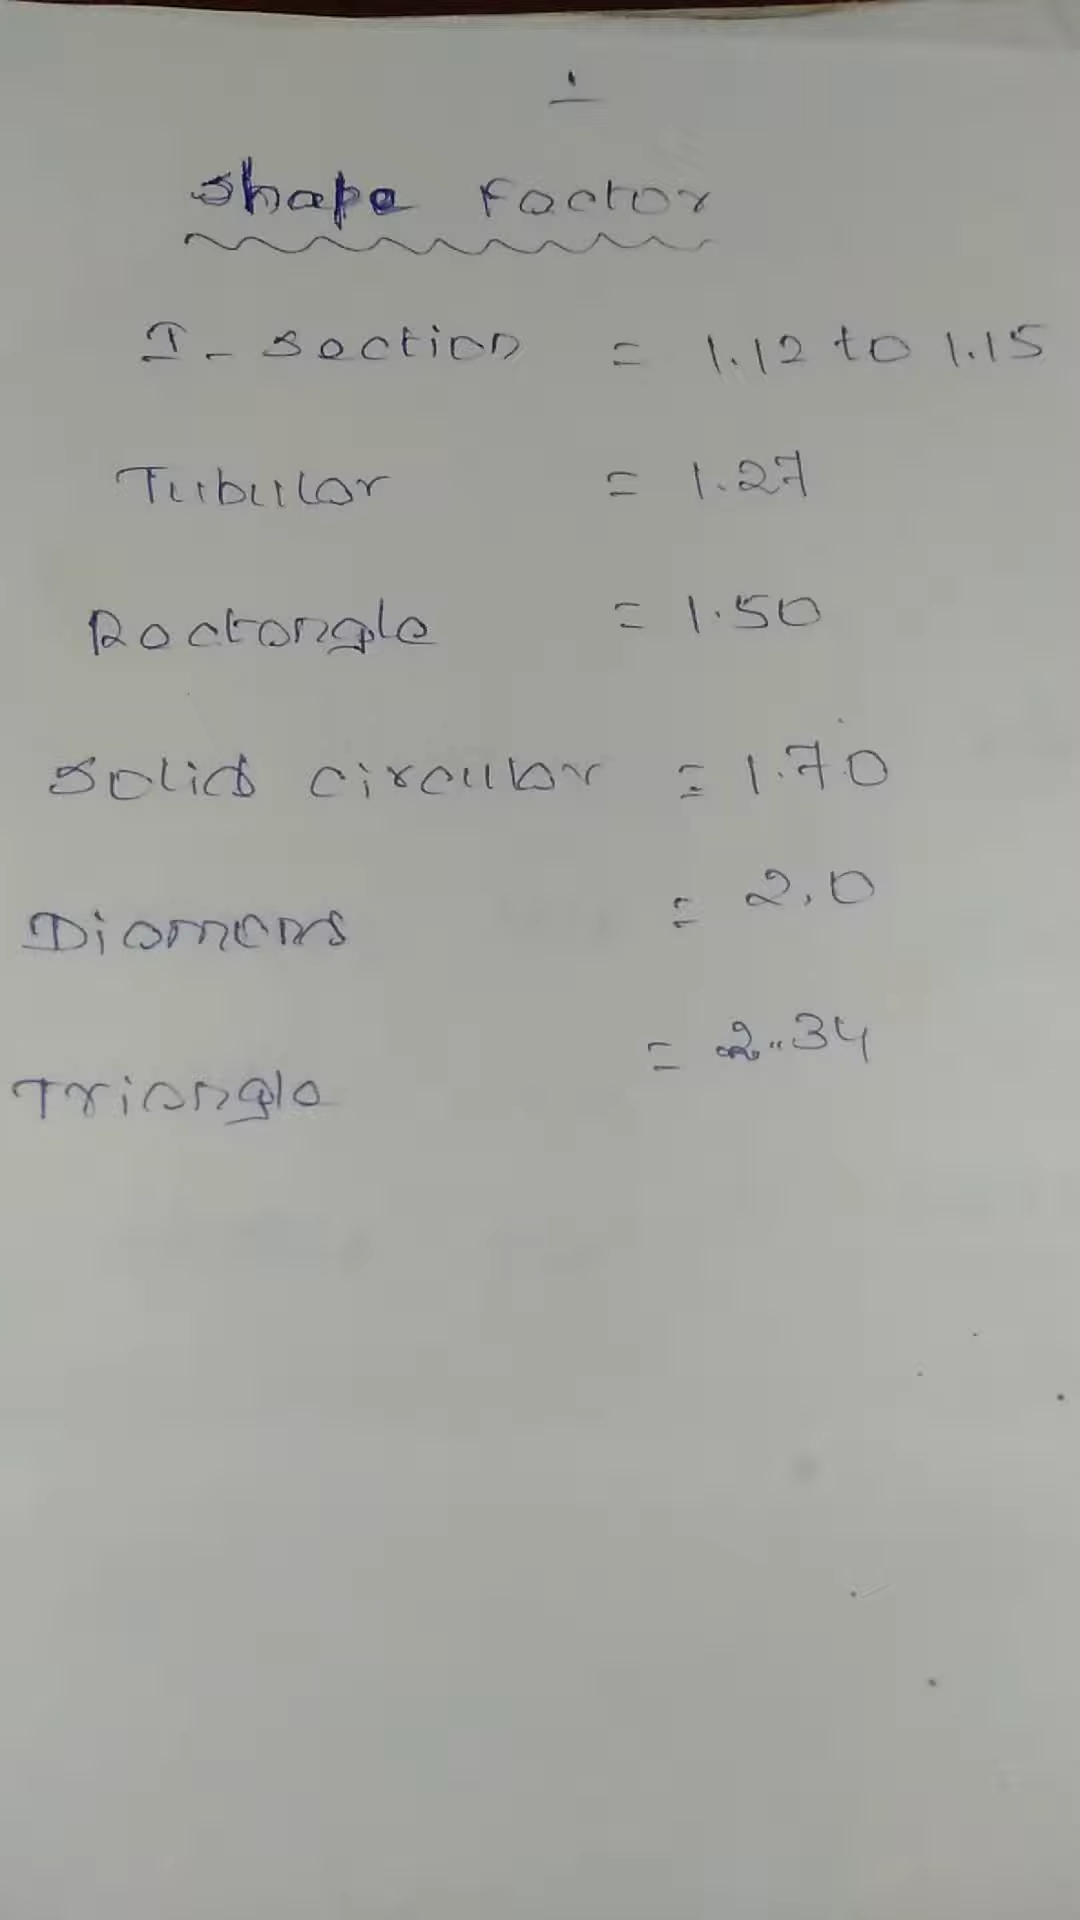 1
Shape Factor
I - section = 1.12 to 1.15
Tubular = 1.27
Rectangle = 1.50
Solid circular = 1.70
Diamond = 2.0
Triangle = 2.34